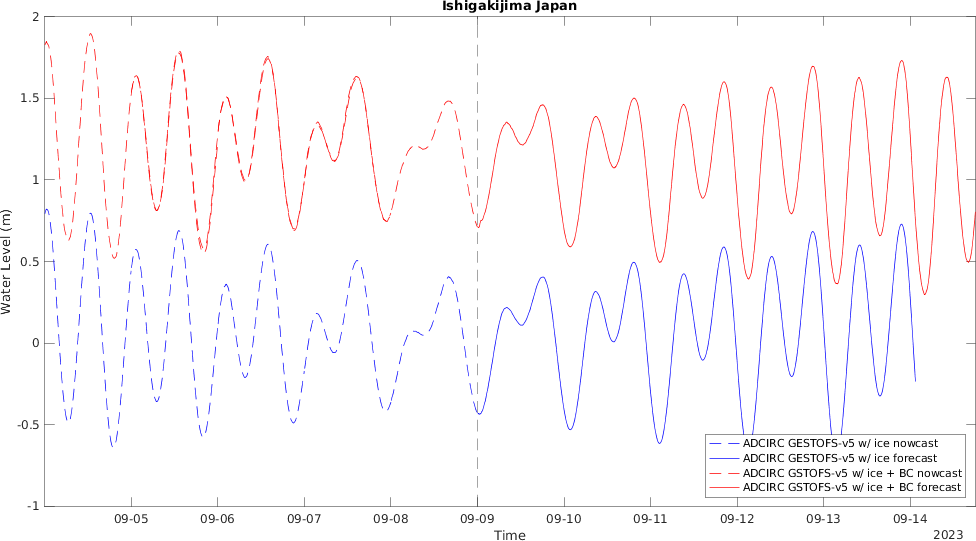 Ishigakijima Japan
2
1.5
1
0.5
0
-0.5
-1
Water Level (m)
ADCIRC GESTOFS-v5 w/ ice nowcast
ADCIRC GESTOFS-v5 w/ ice forecast
ADCIRC GSTOFS-v5 w/ ice + BC nowcast
ADCIRC GSTOFS-v5 w/ ice + BC forecast
09-05 09-06 09-07 09-08 09-09 09-10 09-11 09-12 09-13 09-14
Time
2023